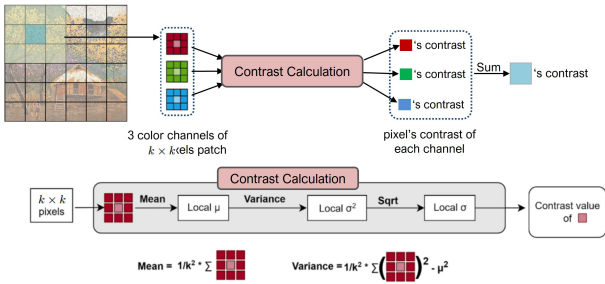 Contrast Calculation
's contrast
's contrast
's contrast
Sum
's contrast
3 color channels of
k × k‹els patch
pixel's contrast of
each channel
Contrast Calculation
k × k
pixels
Mean
Local μ
Variance
Local σ²
Sqrt
Local σ
Contrast value
of
Mean = 1/k² * ∑
Variance = 1/k² * ∑( )² - μ²